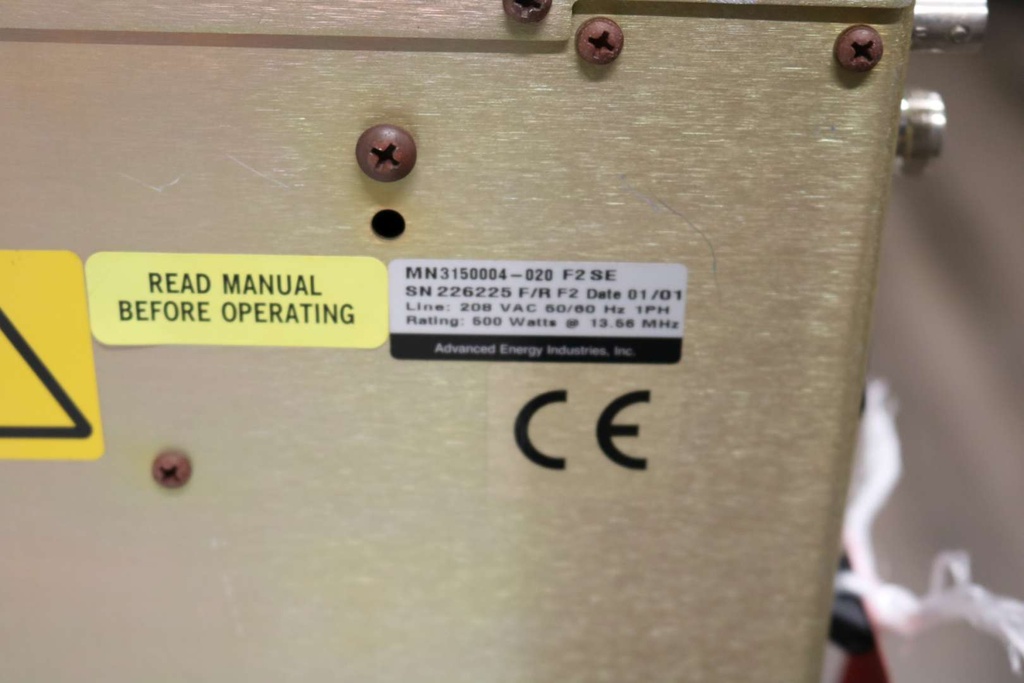 READ MANUAL
BEFORE OPERATING
MN3150004-020 F2 SE
SN 226225 F/R F2 Date 01/01
Line: 208 VAC 50/60 Hz 1PH
Rating: 500 Watts @ 13.56 MHz
Advanced Energy Industries, Inc.
CE